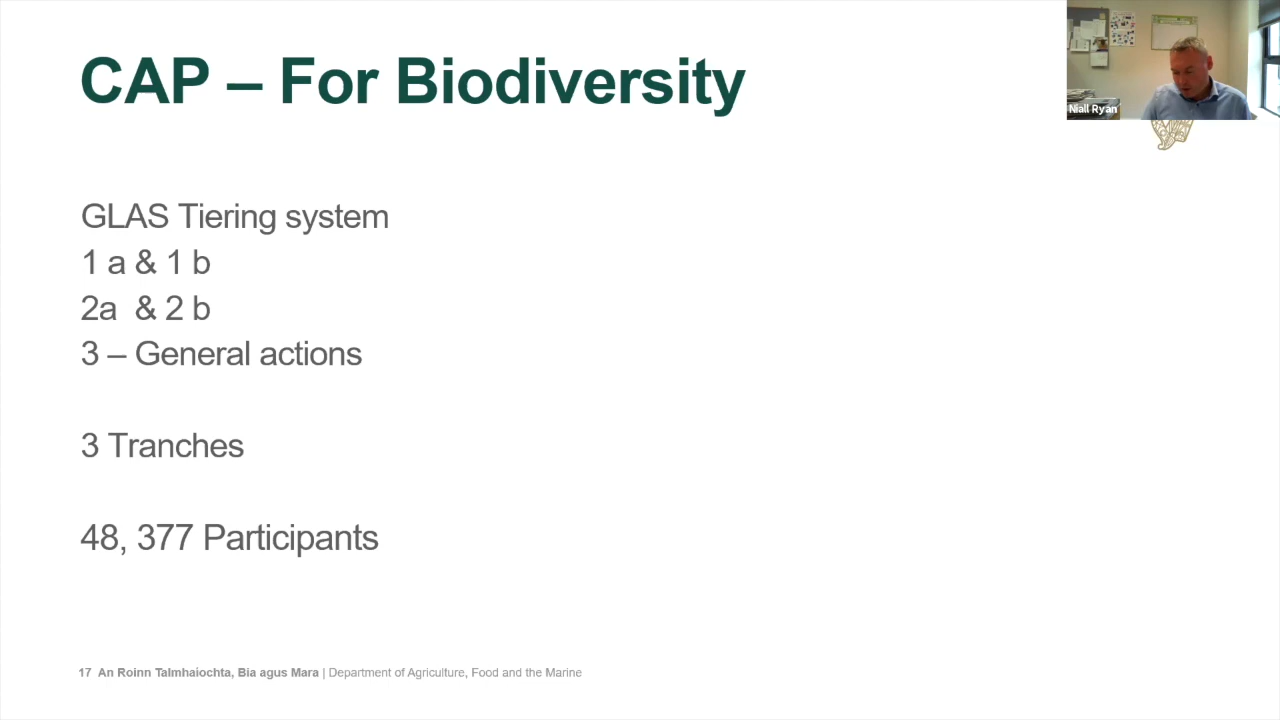 CAP – For Biodiversity
Niall Ryan
GLAS Tiering system
1 a & 1 b
2a  & 2 b
3 – General actions
3 Tranches
48, 377 Participants
17 An Roinn Talmhaiochta, Bia agus Mara | Department of Agriculture, Food and the Marine